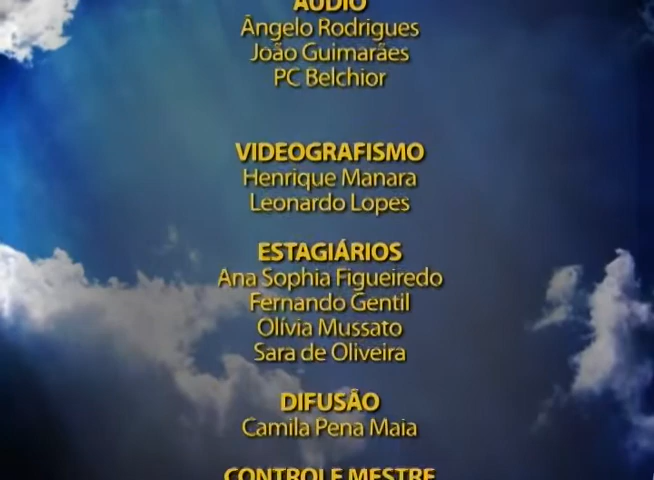 ÁUDIO
Ângelo Rodrigues
João Guimarães
PC Belchior
VIDEOGRAFISMO
Henrique Manara
Leonardo Lopes
ESTAGIÁRIOS
Ana Sophia Figueiredo
Fernando Gentil
Olívia Mussato
Sara de Oliveira
DIFUSÃO
Camila Pena Maia
CONTROLE MESTRE